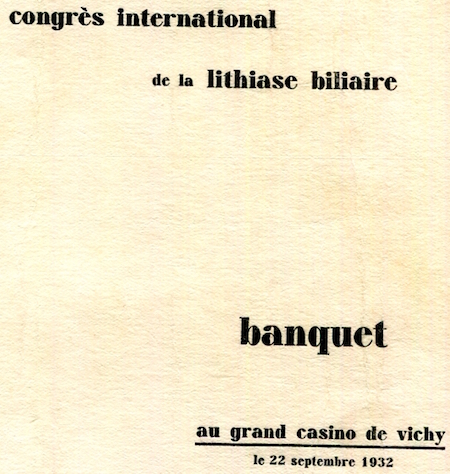 congrès international
de la lithiase biliaire
banquet
au grand casino de vichy
le 22 septembre 1932